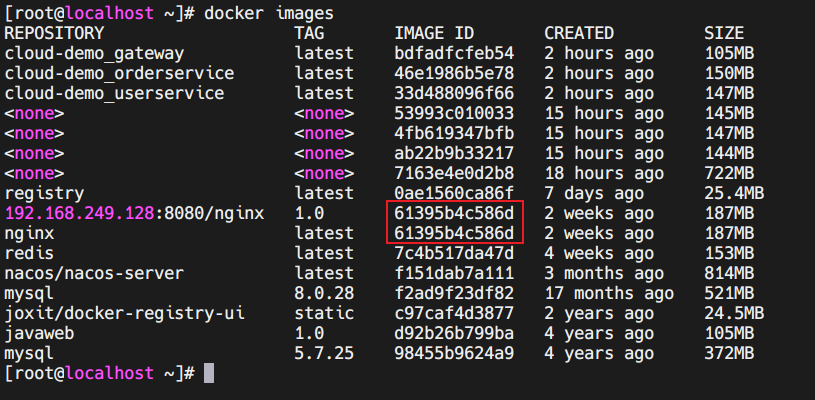 [root@localhost ~]# docker images
REPOSITORY TAG IMAGE ID CREATED SIZE
cloud-demo_gateway latest bdfadfcfeb54 2 hours ago 105MB
cloud-demo_orderservice latest 46e1986b5e78 2 hours ago 150MB
cloud-demo_userservice latest 33d488096f66 2 hours ago 147MB
<none> <none> 53993c010033 15 hours ago 145MB
<none> <none> 4fb619347bfb 15 hours ago 147MB
<none> <none> ab22b9b33217 15 hours ago 144MB
<none> <none> 7163e4e0d2b8 18 hours ago 722MB
registry latest 0ae1560ca86f 7 days ago 25.4MB
192.168.249.128:8080/nginx 1.0 61395b4c586d 2 weeks ago 187MB
nginx latest 61395b4c586d 2 weeks ago 187MB
redis latest 7c4b517da47d 4 weeks ago 153MB
nacos/nacos-server latest f151dab7a111 3 months ago 814MB
mysql 8.0.28 f2ad9f23df82 17 months ago 521MB
joxit/docker-registry-ui static c97caf4d3877 2 years ago 24.5MB
javaweb 1.0 d92b26b799ba 4 years ago 105MB
mysql 5.7.25 98455b9624a9 4 years ago 372MB
[root@localhost ~]#